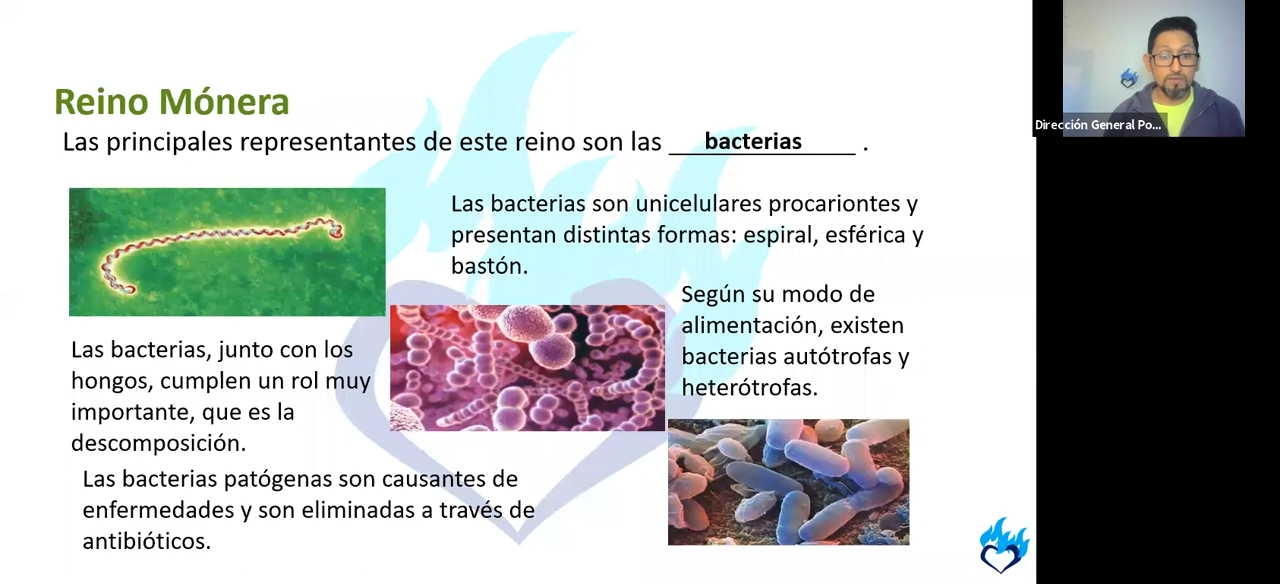 Reino Mónera
Las principales representantes de este reino son las bacterias .
Las bacterias son unicelulares procariontes y
presentan distintas formas: espiral, esférica y
bastón.
Según su modo de
alimentación, existen
bacterias autótrofas y
heterótrofas.
Las bacterias, junto con los
hongos, cumplen un rol muy
importante, que es la
descomposición.
Las bacterias patógenas son causantes de
enfermedades y son eliminadas a través de
antibióticos.
Dirección General Po...